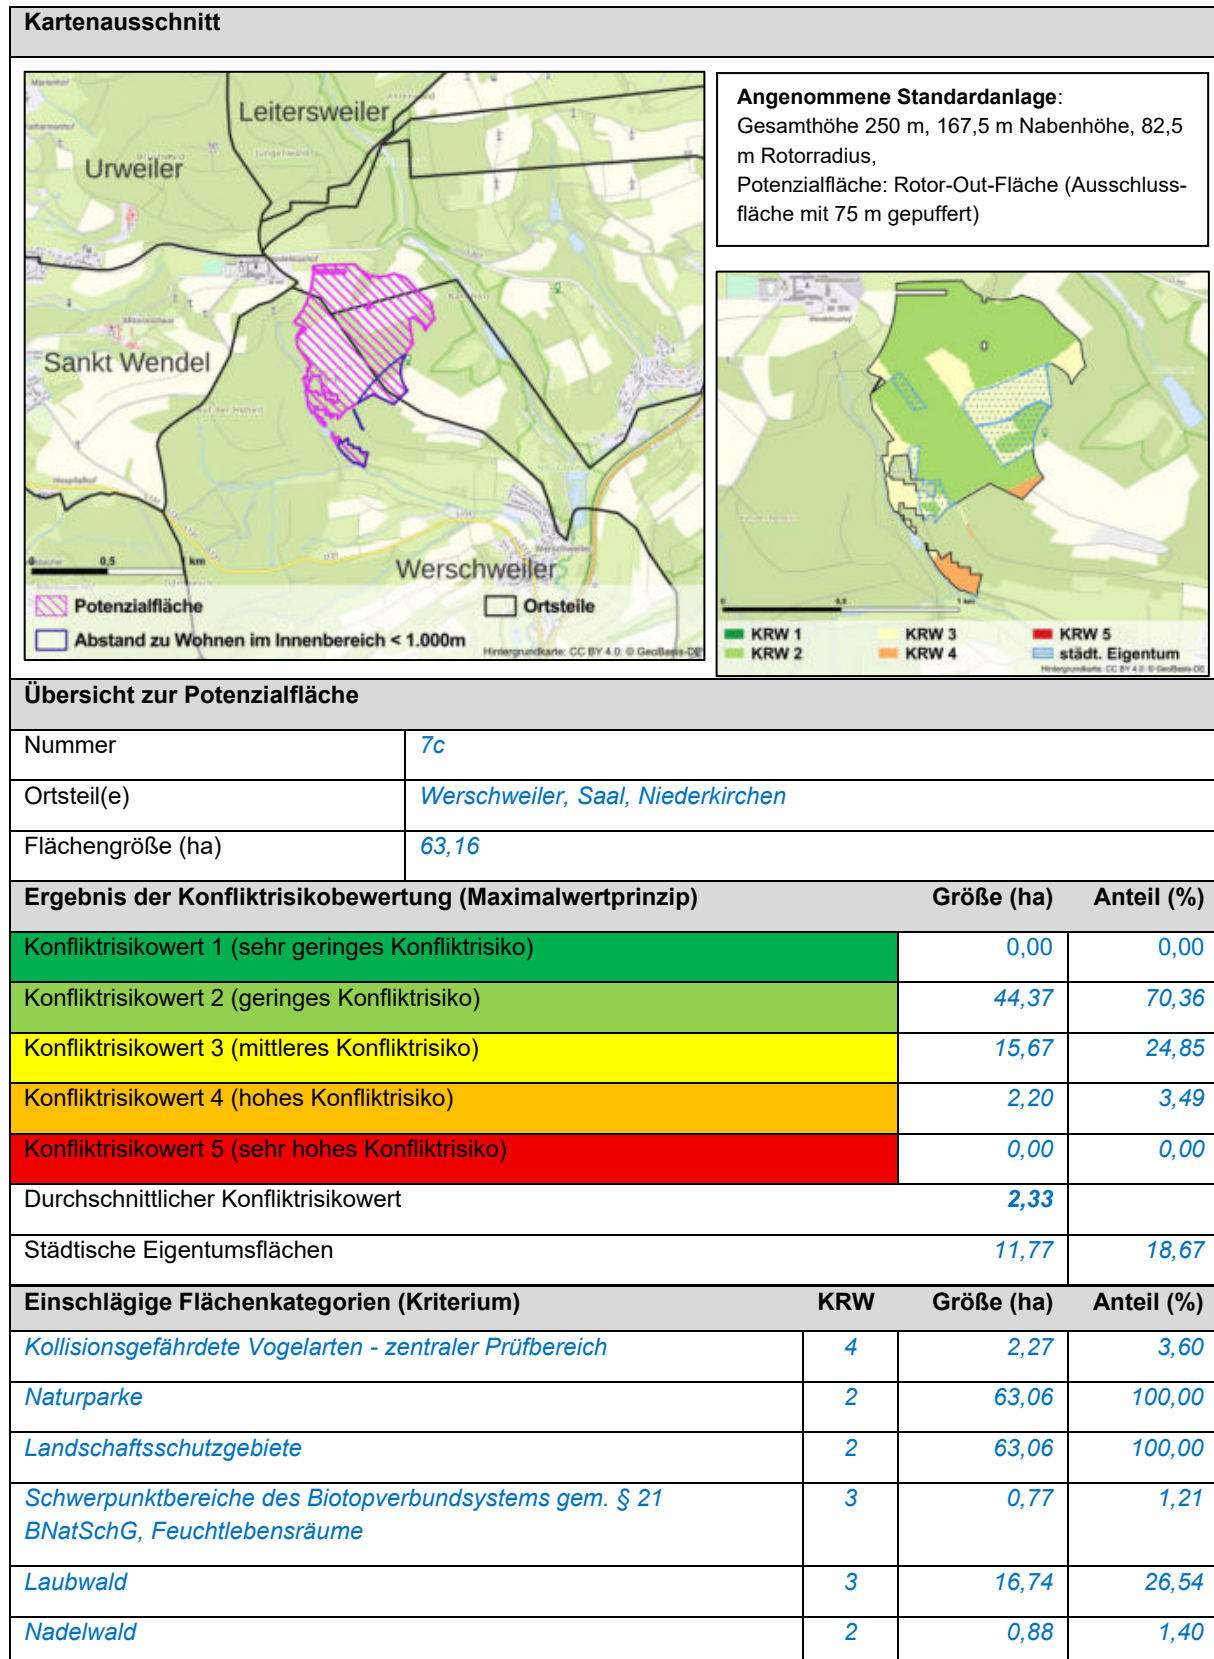 Kartenausschnitt
Leitersweiler
Urweiler
Sankt Wendel
Werschweiler
0,5
km
Potenzialfläche
Ortsteile
Abstand zu Wohnen im Innenbereich < 1.000m
Hintergrundkarte: CC BY 4.0: © GeoBasis-DE
Angenommene Standardanlage:
Gesamthöhe 250 m, 167,5 m Nabenhöhe, 82,5
m Rotorradius,
Potenzialfläche: Rotor-Out-Fläche (Ausschluss-
fläche mit 75 m gepuffert)
KRW 1
KRW 2
KRW 3
KRW 4
KRW 5
städt. Eigentum
Hintergrundkarte: CC BY 4.0: © GeoBasis-DE
Übersicht zur Potenzialfläche
Nummer 7c
Ortsteil(e) Werschweiler, Saal, Niederkirchen
Flächengröße (ha) 63,16
Ergebnis der Konfliktrisikobewertung (Maximalwertprinzip) Größe (ha) Anteil (%)
Konfliktrisikowert 1 (sehr geringes Konfliktrisiko) 0,00 0,00
Konfliktrisikowert 2 (geringes Konfliktrisiko) 44,37 70,36
Konfliktrisikowert 3 (mittleres Konfliktrisiko) 15,67 24,85
Konfliktrisikowert 4 (hohes Konfliktrisiko) 2,20 3,49
Konfliktrisikowert 5 (sehr hohes Konfliktrisiko) 0,00 0,00
Durchschnittlicher Konfliktrisikowert 2,33
Städtische Eigentumsflächen 11,77 18,67
Einschlägige Flächenkategorien (Kriterium) KRW Größe (ha) Anteil (%)
Kollisionsgefährdete Vogelarten - zentraler Prüfbereich 4 2,27 3,60
Naturparke 2 63,06 100,00
Landschaftsschutzgebiete 2 63,06 100,00
Schwerpunktbereiche des Biotopverbundsystems gem. § 21 3 0,77 1,21
BNatSchG, Feuchtlebensräume
Laubwald 3 16,74 26,54
Nadelwald 2 0,88 1,40